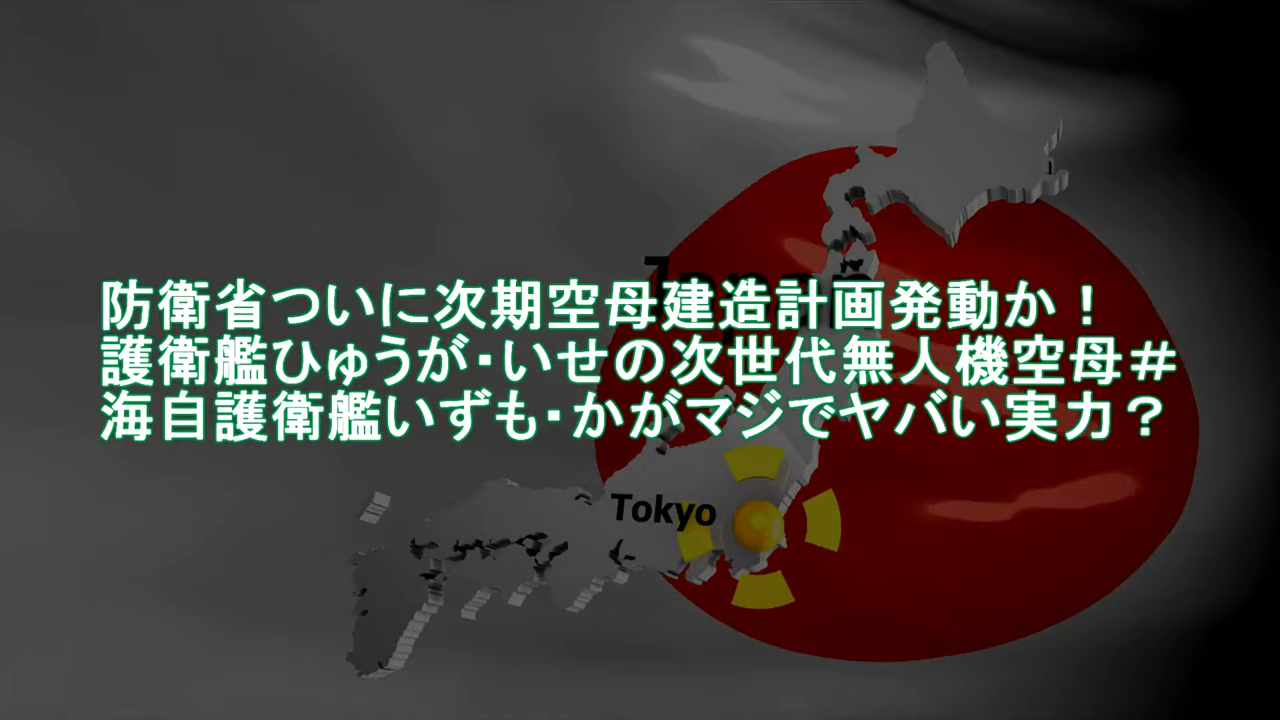 Japan
防衛省ついに次期空母建造計画発動か！
護衛艦ひゅうが・いせの次世代無人機空母＃
海自護衛艦いずも・かがマジでヤバい実力？
Tokyo